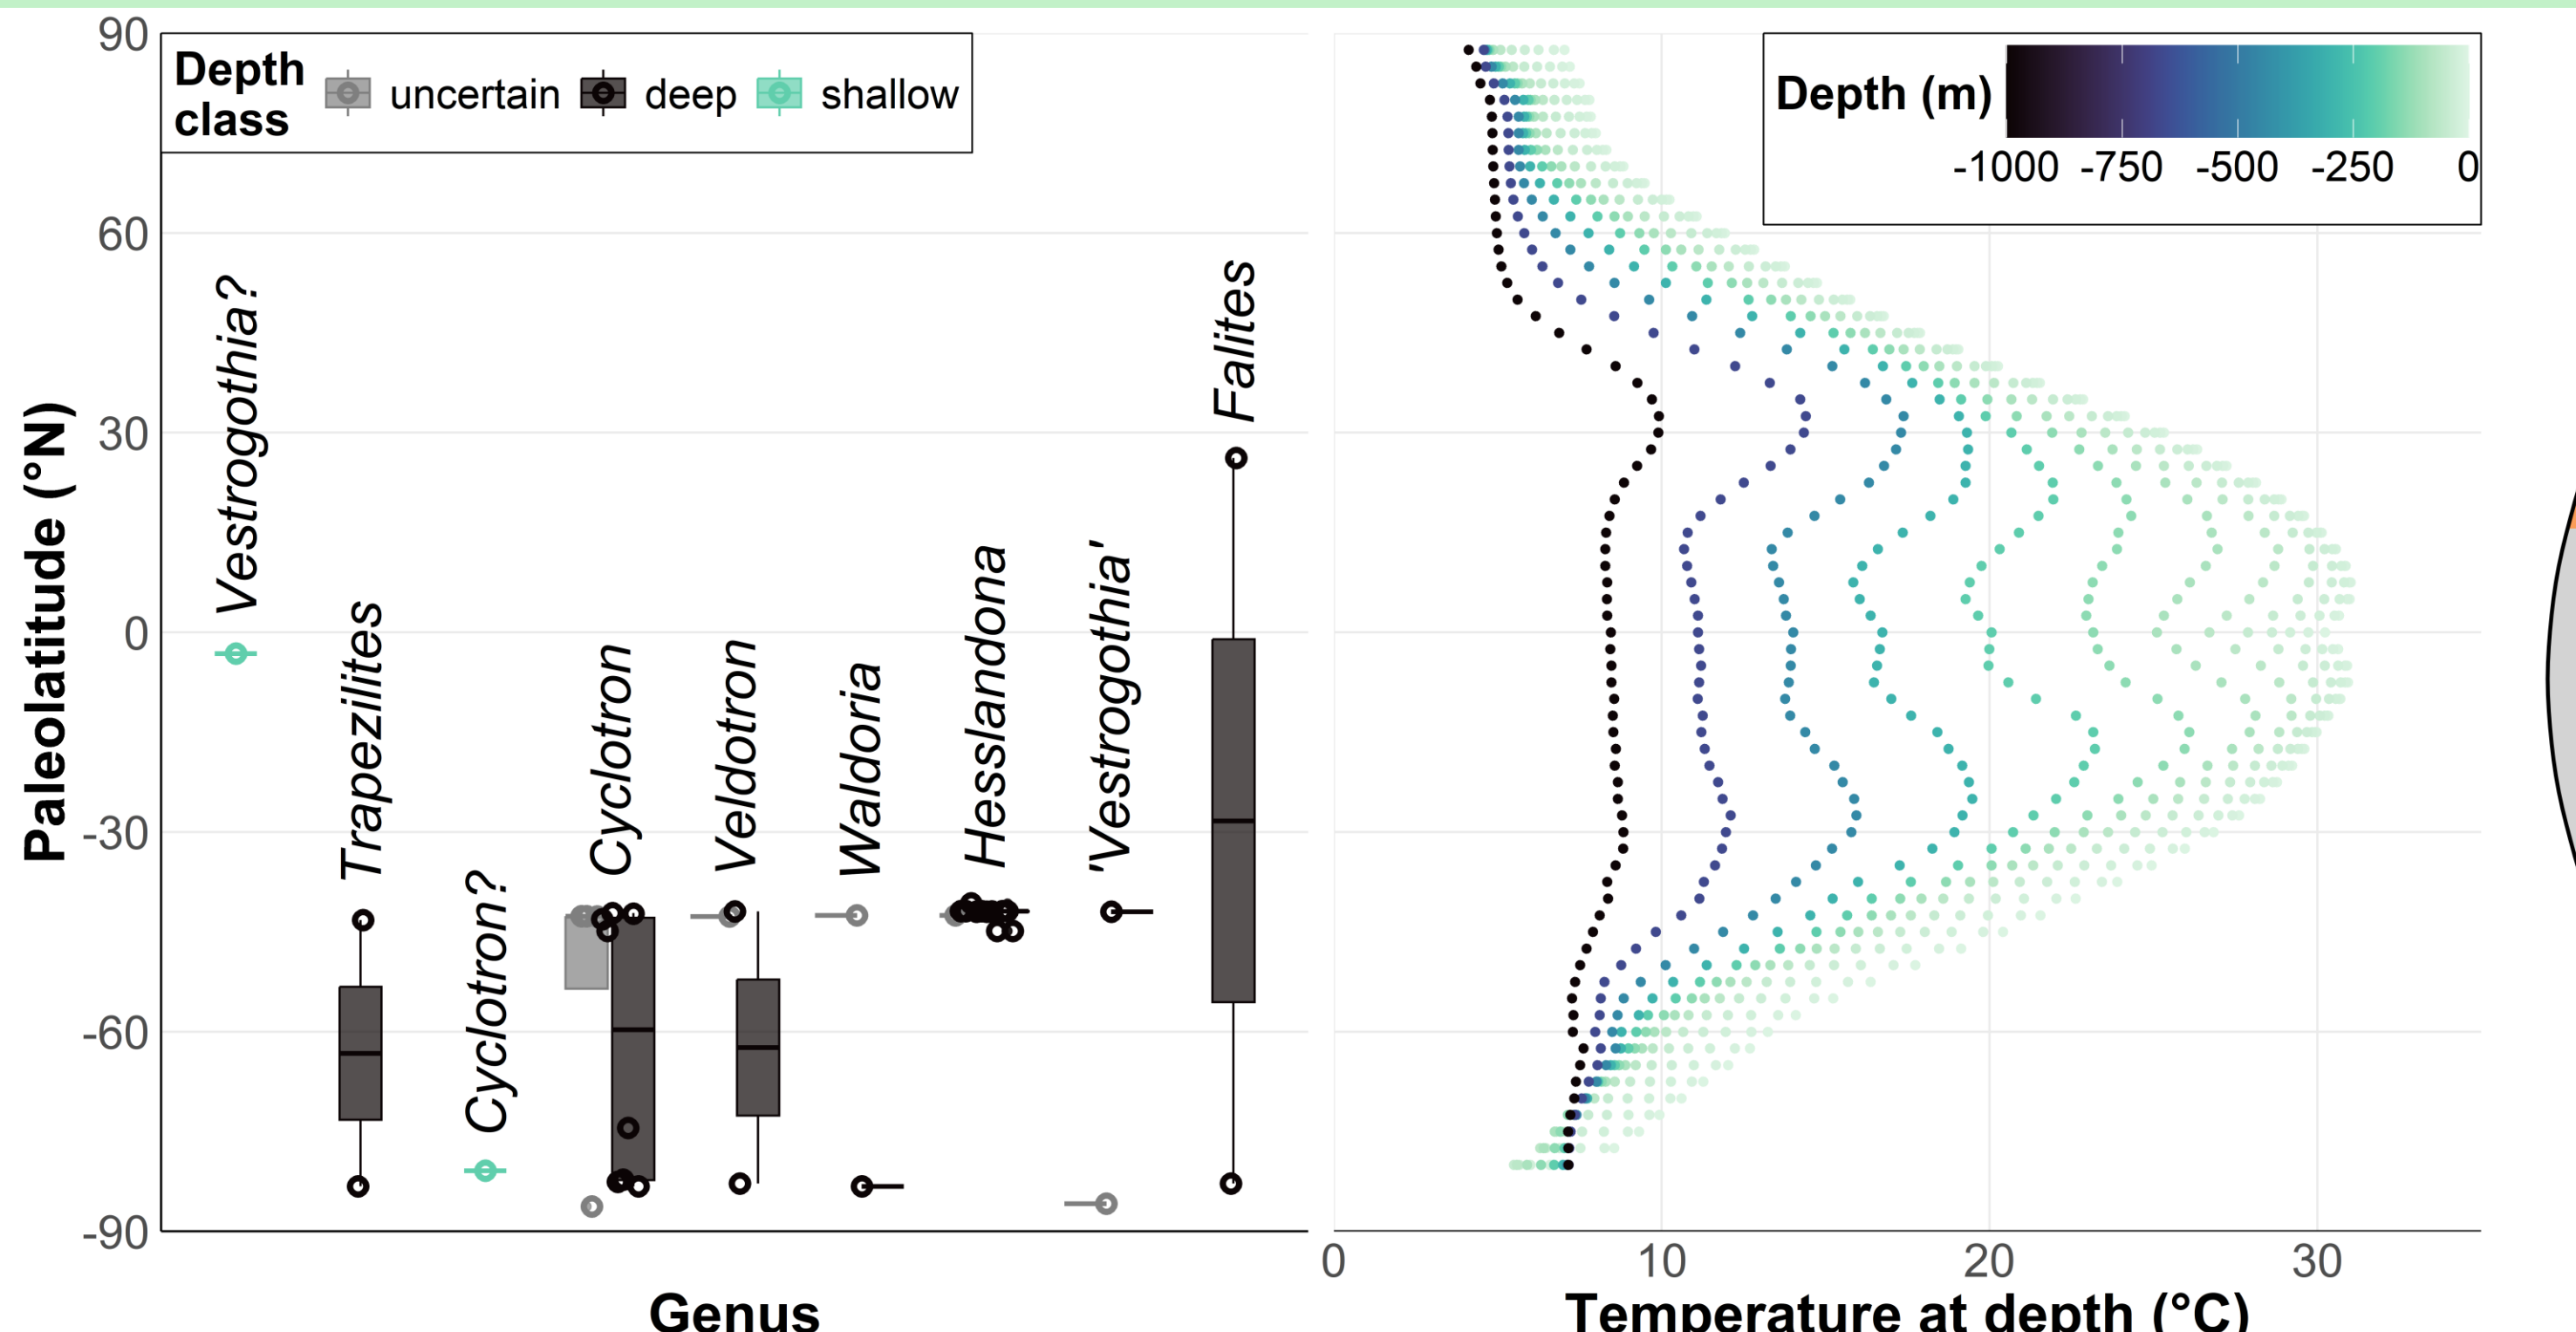 90
60
30
0
-30
-60
-90
Paleolatitude (°N)
Depth
class
uncertain
deep
shallow
Vestrogothia?
Trapezilites
Cyclotron?
Cyclotron
Veldotron
Waldoria
Hesslandona
'Vestrogothia'
Falites
Genus
Depth (m)
-1000 -750 -500 -250 0
0 10 20 30
Temperature at depth (°C)